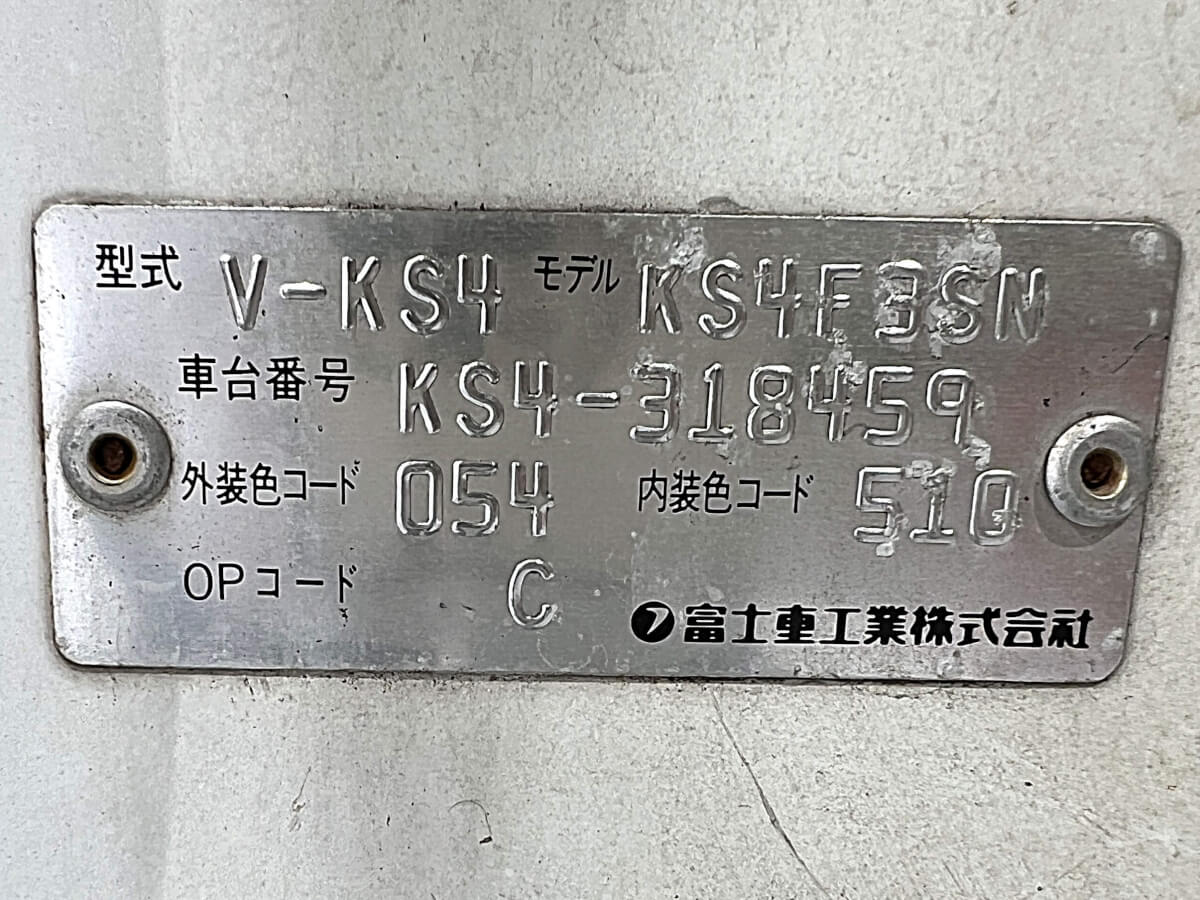 型式 V-KS4 モデル KS4F3SN
車台番号 KS4-318459
外装色コード 054 内装色コード 510
OPコード C
富士重工業株式会社